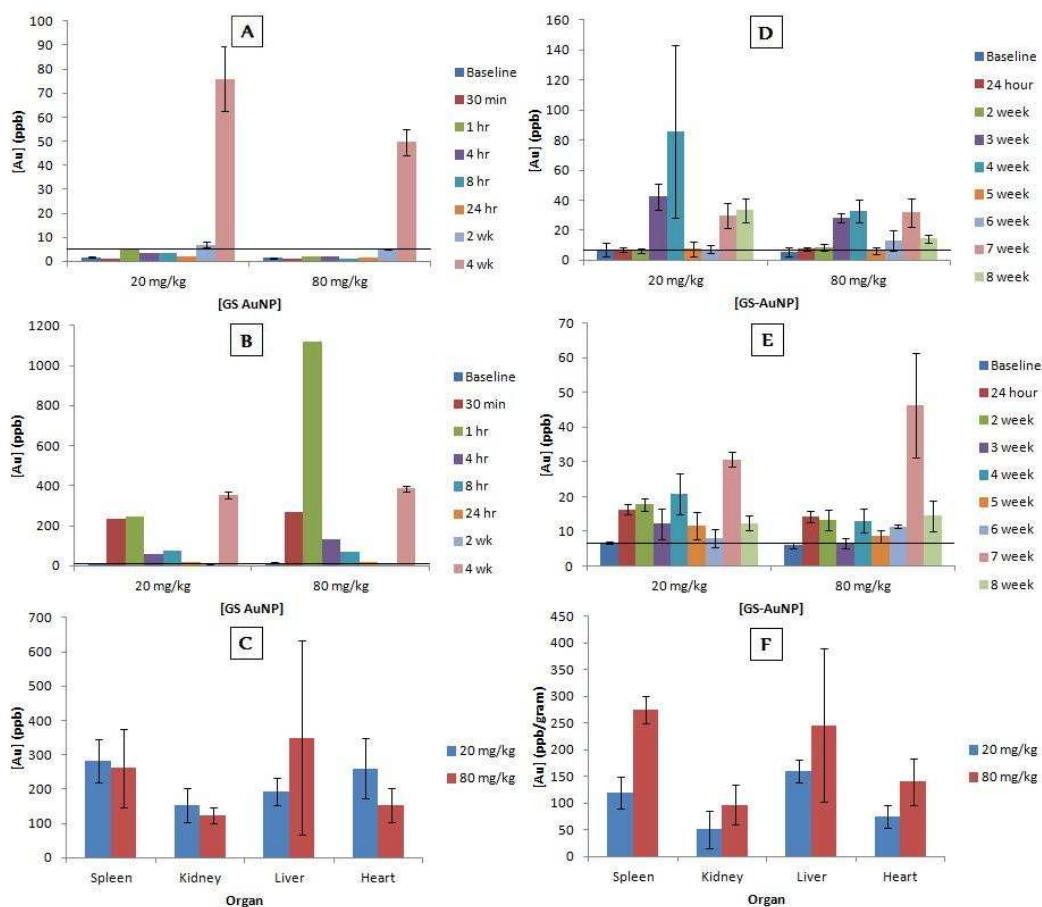 A
[Au] (ppb)
100
90
80
70
60
50
40
30
20
10
0
20 mg/kg
80 mg/kg
[GS AuNP]
Baseline
30 min
1 hr
4 hr
8 hr
24 hr
2 wk
4 wk
D
[Au] (ppb)
160
140
120
100
80
60
40
20
0
20 mg/kg
80 mg/kg
[GS-AuNP]
Baseline
24 hour
2 week
3 week
4 week
5 week
6 week
7 week
8 week
B
[Au] (ppb)
1200
1000
800
600
400
200
0
20 mg/kg
80 mg/kg
[GS AuNP]
Baseline
30 min
1 hr
4 hr
8 hr
24 hr
2 wk
4 wk
E
[Au] (ppb)
70
60
50
40
30
20
10
0
20 mg/kg
80 mg/kg
[GS-AuNP]
Baseline
24 hour
2 week
3 week
4 week
5 week
6 week
7 week
8 week
C
[Au] (ppb)
700
600
500
400
300
200
100
0
Spleen
Kidney
Liver
Heart
Organ
20 mg/kg
80 mg/kg
F
[Au] (ppb/gram)
450
400
350
300
250
200
150
100
50
0
Spleen
Kidney
Liver
Heart
Organ
20 mg/kg
80 mg/kg